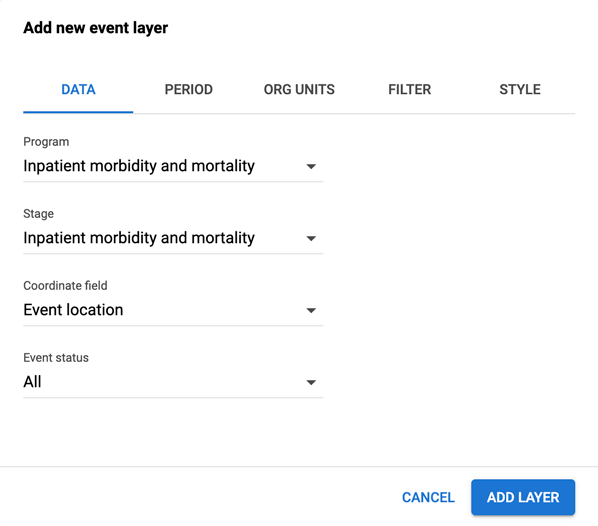 Add new event layer
DATA PERIOD ORG UNITS FILTER STYLE
Program
Inpatient morbidity and mortality
Stage
Inpatient morbidity and mortality
Coordinate field
Event location
Event status
All
CANCEL ADD LAYER